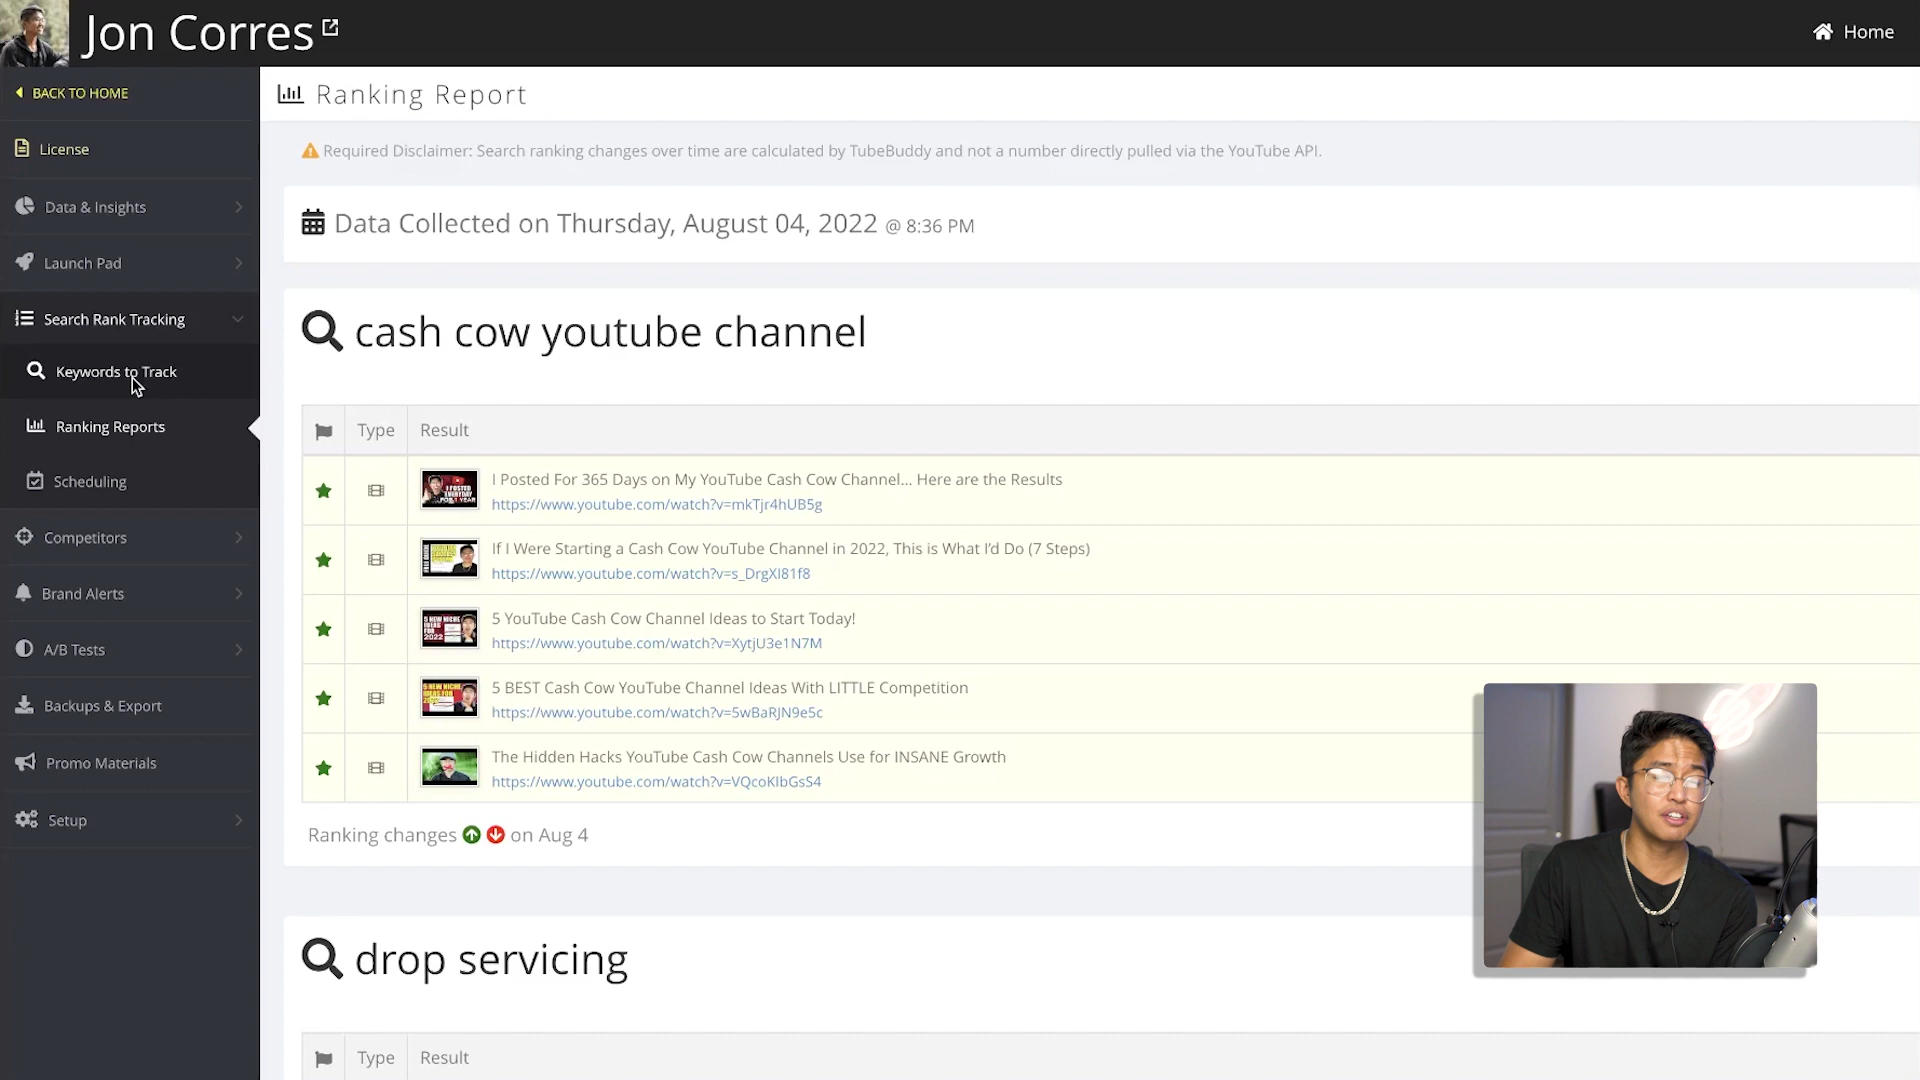 Jon Corres
Home
BACK TO HOME
License
Data & Insights
Launch Pad
Search Rank Tracking
Keywords to Track
Ranking Reports
Scheduling
Competitors
Brand Alerts
A/B Tests
Backups & Export
Promo Materials
Setup
Ranking Report
Required Disclaimer: Search ranking changes over time are calculated by TubeBuddy and not a number directly pulled via the YouTube API.
Data Collected on Thursday, August 04, 2022 @ 8:36 PM
cash cow youtube channel
Type Result
I Posted For 365 Days on My YouTube Cash Cow Channel... Here are the Results
https://www.youtube.com/watch?v=mkTjr4hUB5g
If I Were Starting a Cash Cow YouTube Channel in 2022, This is What I'd Do (7 Steps)
https://www.youtube.com/watch?v=s_DrgXI81f8
5 YouTube Cash Cow Channel Ideas to Start Today!
https://www.youtube.com/watch?v=XytjU3e1N7M
5 BEST Cash Cow YouTube Channel Ideas With LITTLE Competition
https://www.youtube.com/watch?v=5wBaRJN9e5c
The Hidden Hacks YouTube Cash Cow Channels Use for INSANE Growth
https://www.youtube.com/watch?v=VQcoKIbGsS4
Ranking changes on Aug 4
drop servicing
Type Result